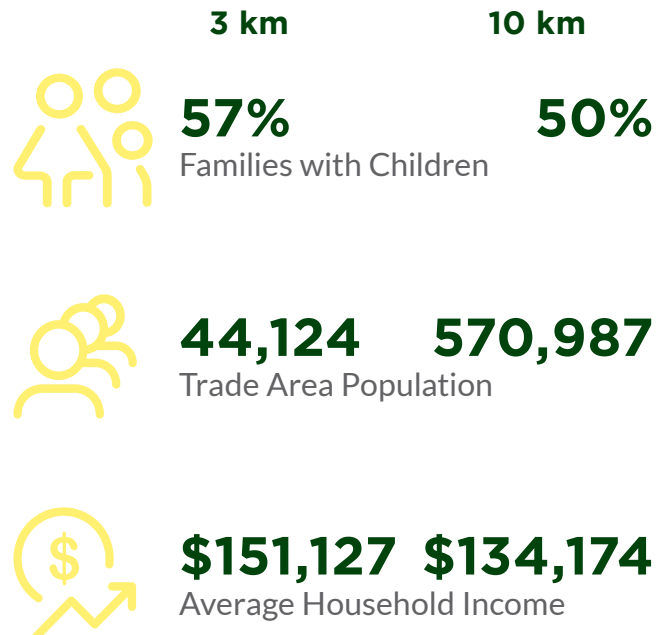 3 km 10 km
57% 50%
Families with Children
44,124 570,987
Trade Area Population
$ $151,127 $134,174
Average Household Income